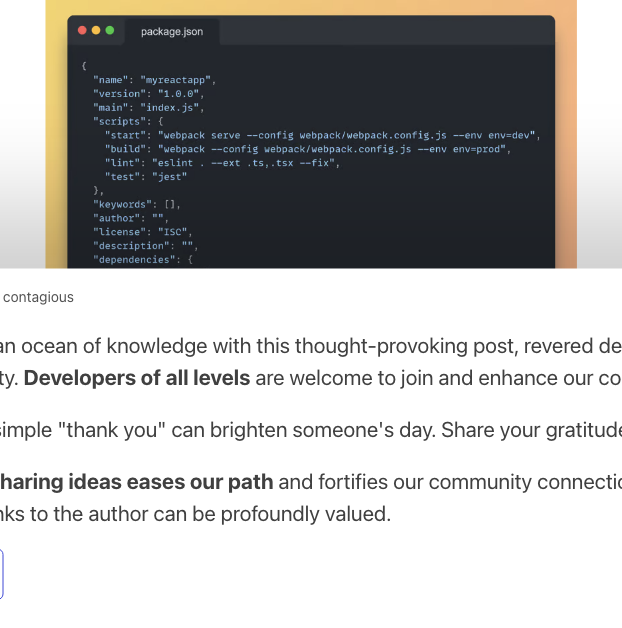 package.json
{
"name": "myreactapp",
"version": "1.0.0",
"main": "index.js",
"scripts": {
"start": "webpack serve --config webpack/webpack.config.js --env env=dev",
"build": "webpack --config webpack/webpack.config.js --env env=prod",
"lint": "eslint . --ext .ts,.tsx --fix",
"test": "jest"
},
"keywords": [],
"author": "",
"license": "ISC",
"description": "",
"dependencies": {
contagious
an ocean of knowledge with this thought-provoking post, revered de
ty. Developers of all levels are welcome to join and enhance our co
simple "thank you" can brighten someone's day. Share your gratitude
haring ideas eases our path and fortifies our community connectio
nks to the author can be profoundly valued.